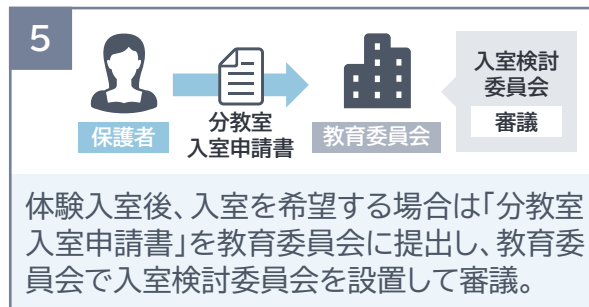 5
保護者
分教室
入室申請書
教育委員会
入室検討
委員会
審議
体験入室後、入室を希望する場合は「分教室
入室申請書」を教育委員会に提出し、教育委
員会で入室検討委員会を設置して審議。